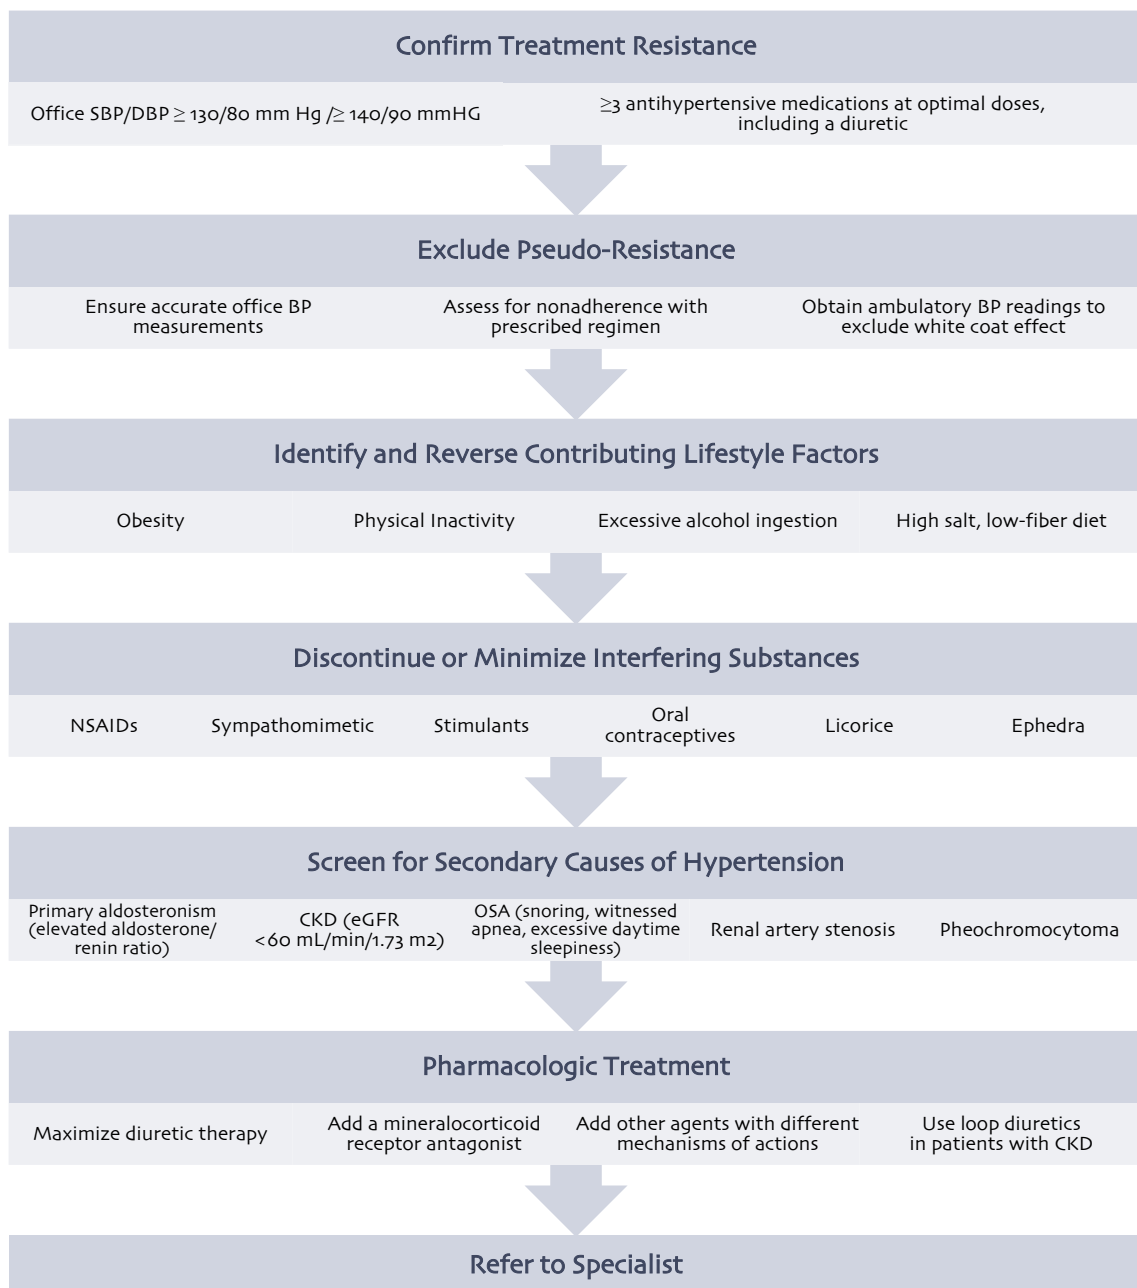 Confirm Treatment Resistance
Office SBP/DBP ≥ 130/80 mm Hg /≥ 140/90 mmHG
≥3 antihypertensive medications at optimal doses,
including a diuretic
Exclude Pseudo-Resistance
Ensure accurate office BP
measurements
Assess for nonadherence with
prescribed regimen
Obtain ambulatory BP readings to
exclude white coat effect
Identify and Reverse Contributing Lifestyle Factors
Obesity
Physical Inactivity
Excessive alcohol ingestion
High salt, low-fiber diet
Discontinue or Minimize Interfering Substances
NSAIDs
Sympathomimetic
Stimulants
Oral
contraceptives
Licorice
Ephedra
Screen for Secondary Causes of Hypertension
Primary aldosteronism
(elevated aldosterone/
renin ratio)
CKD (eGFR
<60 mL/min/1.73 m2)
OSA (snoring, witnessed
apnea, excessive daytime
sleepiness)
Renal artery stenosis
Pheochromocytoma
Pharmacologic Treatment
Maximize diuretic therapy
Add a mineralocorticoid
receptor antagonist
Add other agents with different
mechanisms of actions
Use loop diuretics
in patients with CKD
Refer to Specialist